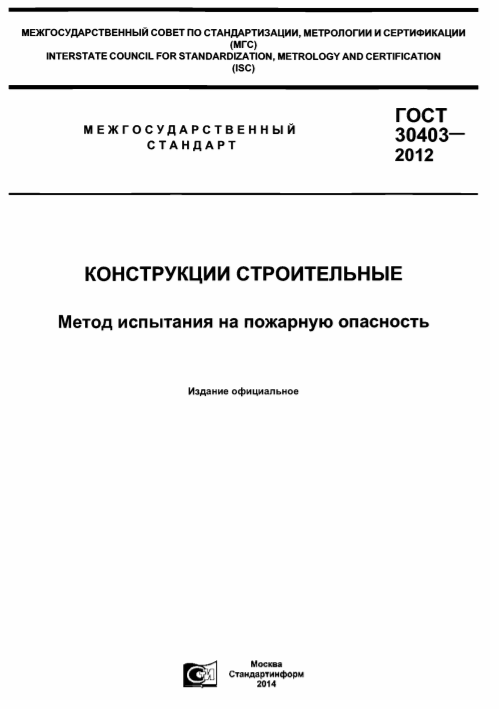 МЕЖГОСУДАРСТВЕННЫЙ СОВЕТ ПО СТАНДАРТИЗАЦИИ, МЕТРОЛОГИИ И СЕРТИФИКАЦИИ
(МГС)
INTERSTATE COUNCIL FOR STANDARDIZATION, METROLOGY AND CERTIFICATION
(ISC)
МЕЖГОСУДАРСТВЕННЫЙ
СТАНДАРТ
ГОСТ
30403—
2012
КОНСТРУКЦИИ СТРОИТЕЛЬНЫЕ
Метод испытания на пожарную опасность
Издание официальное
Москва
Стандартинформ
2014